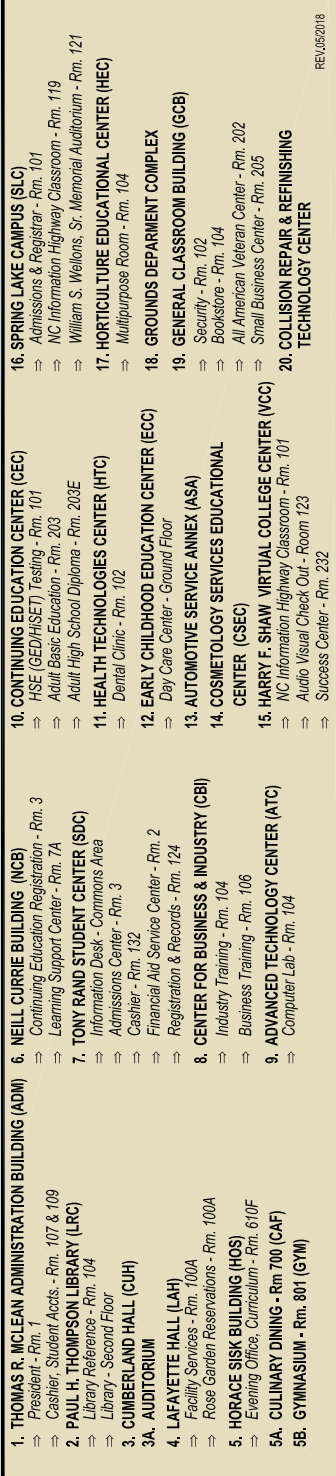 1. THOMAS R. MCLEAN ADMINISTRATION BUILDING (ADM)
⇒ President - Rm. 1
⇒ Cashier, Student Accts. - Rm. 107 & 109
2. PAUL H. THOMPSON LIBRARY (LRC)
⇒ Library Reference - Rm. 104
⇒ Library - Second Floor
3. CUMBERLAND HALL (CUH)
3A. AUDITORIUM
4. LAFAYETTE HALL (LAH)
⇒ Facility Services - Rm. 100A
⇒ Rose Garden Reservations - Rm. 100A
5. HORACE SISK BUILDING (HOS)
⇒ Evening Office, Curriculum - Rm. 610F
5A. CULINARY DINING - Rm 700 (CAF)
5B. GYMNASIUM - Rm. 801 (GYM)
6. NEILL CURRIE BUILDING (NCB)
⇒ Continuing Education Registration - Rm. 3
⇒ Learning Support Center - Rm. 7A
7. TONY RAND STUDENT CENTER (SDC)
⇒ Information Desk - Commons Area
⇒ Admissions Center - Rm. 3
⇒ Cashier - Rm. 132
⇒ Financial Aid Service Center - Rm. 2
⇒ Registration & Records - Rm. 124
8. CENTER FOR BUSINESS & INDUSTRY (CBI)
⇒ Industry Training - Rm. 104
⇒ Business Training - Rm. 106
9. ADVANCED TECHNOLOGY CENTER (ATC)
⇒ Computer Lab - Rm. 104
10. CONTINUING EDUCATION CENTER (CEC)
⇒ HSE (GED/HiSET) Testing - Rm. 101
⇒ Adult Basic Education - Rm. 203
⇒ Adult High School Diploma - Rm. 203E
11. HEALTH TECHNOLOGIES CENTER (HTC)
⇒ Dental Clinic - Rm. 102
12. EARLY CHILDHOOD EDUCATION CENTER (ECC)
⇒ Day Care Center - Ground Floor
13. AUTOMOTIVE SERVICE ANNEX (ASA)
14. COSMETOLOGY SERVICES EDUCATIONAL
CENTER (CSEC)
15. HARRY F. SHAW VIRTUAL COLLEGE CENTER (VCC)
⇒ NC Information Highway Classroom - Rm. 101
⇒ Audio Visual Check Out - Room 123
⇒ Success Center - Rm. 232
16. SPRING LAKE CAMPUS (SLC)
⇒ Admissions & Registrar - Rm. 101
⇒ NC Information Highway Classroom - Rm. 119
⇒ William S. Wellons, Sr. Memorial Auditorium - Rm. 121
17. HORTICULTURE EDUCATIONAL CENTER (HEC)
⇒ Multipurpose Room - Rm. 104
18. GROUNDS DEPARMENT COMPLEX
19. GENERAL CLASSROOM BUILDING (GCB)
⇒ Security - Rm. 102
⇒ Bookstore - Rm. 104
⇒ All American Veteran Center - Rm. 202
⇒ Small Business Center - Rm. 205
20. COLLISION REPAIR & REFINISHING
TECHNOLOGY CENTER
REV.05/2018